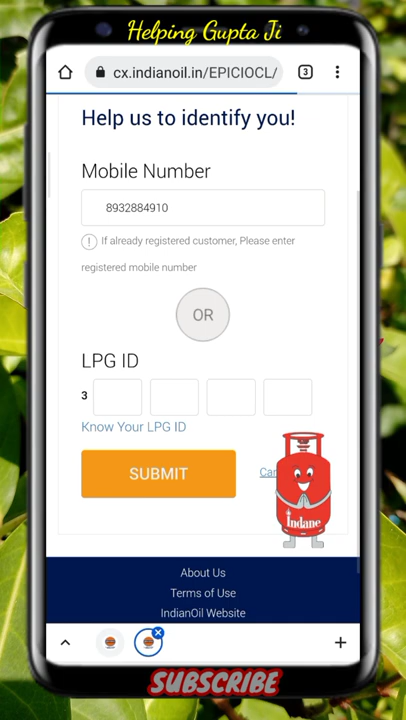 Helping Gupta Ji
cx.indianoil.in/EPICIOCL/
3
Help us to identify you!
Mobile Number
8932884910
! If already registered customer, Please enter
registered mobile number
OR
LPG ID
3
Know Your LPG ID
SUBMIT
Indane
About Us
Terms of Use
IndianOil Website
SUBSCRIBE